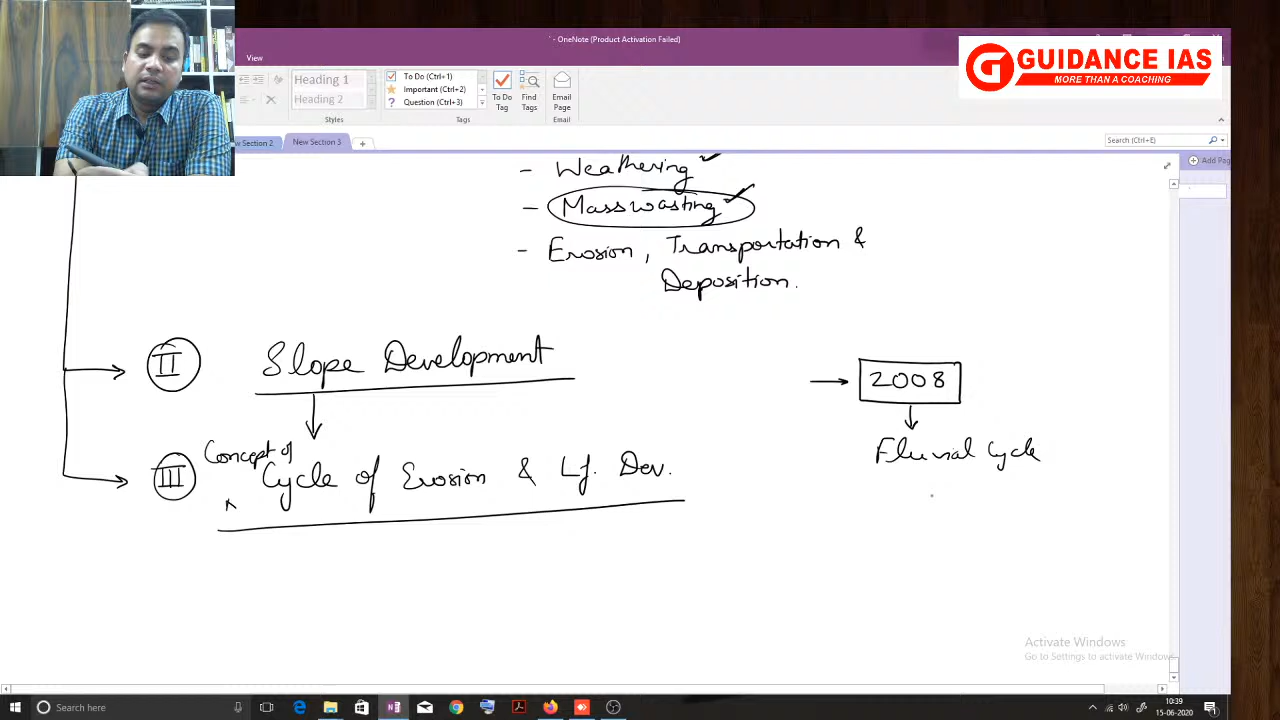 ' - OneNote (Product Activation Failed)
GUIDANCE IAS
MORE THAN A COACHING
View
Heading 1
Heading 2
Styles
To Do (Ctrl+1)
Important (Ctrl+2)
Question (Ctrl+3)
Tags
To Do Tag
Find Tags
Email Page
Email
New Section 3
Search (Ctrl+E)
- Weathering
- Masswasting
- Erosion, Transportation &
Deposition.
II Slope Development
2008
Fluvial Cycle
III Concept of Cycle of Erosion & Lf. Dev.
Activate Windows
Go to Settings to activate Windows
Search here
10:39
15-06-2020